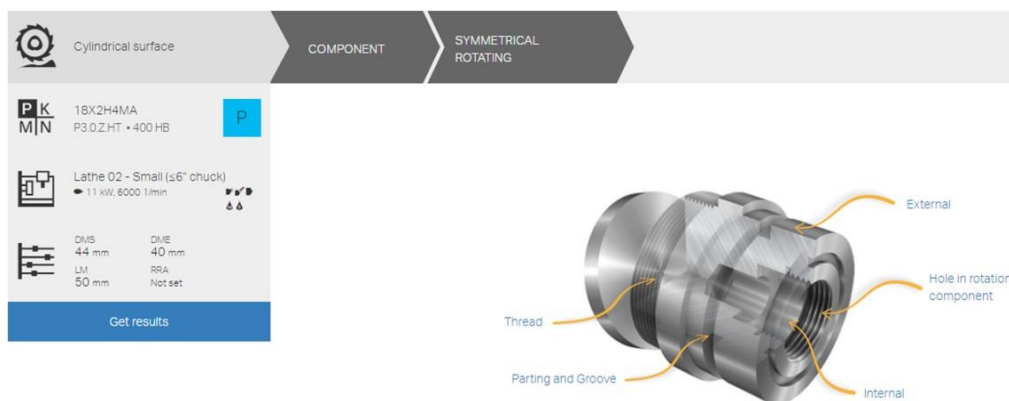 Cylindrical surface
COMPONENT
SYMMETRICAL
ROTATING
P K
M N
18X2H4MA
P3.0.Z.HT • 400 HB
P
Lathe 02 - Small (≤6" chuck)
11 kW, 6000 1/min
DMS DME
44 mm 40 mm
LM RRA
50 mm Not set
Get results
External
Hole in rotation
component
Thread
Parting and Groove
Internal